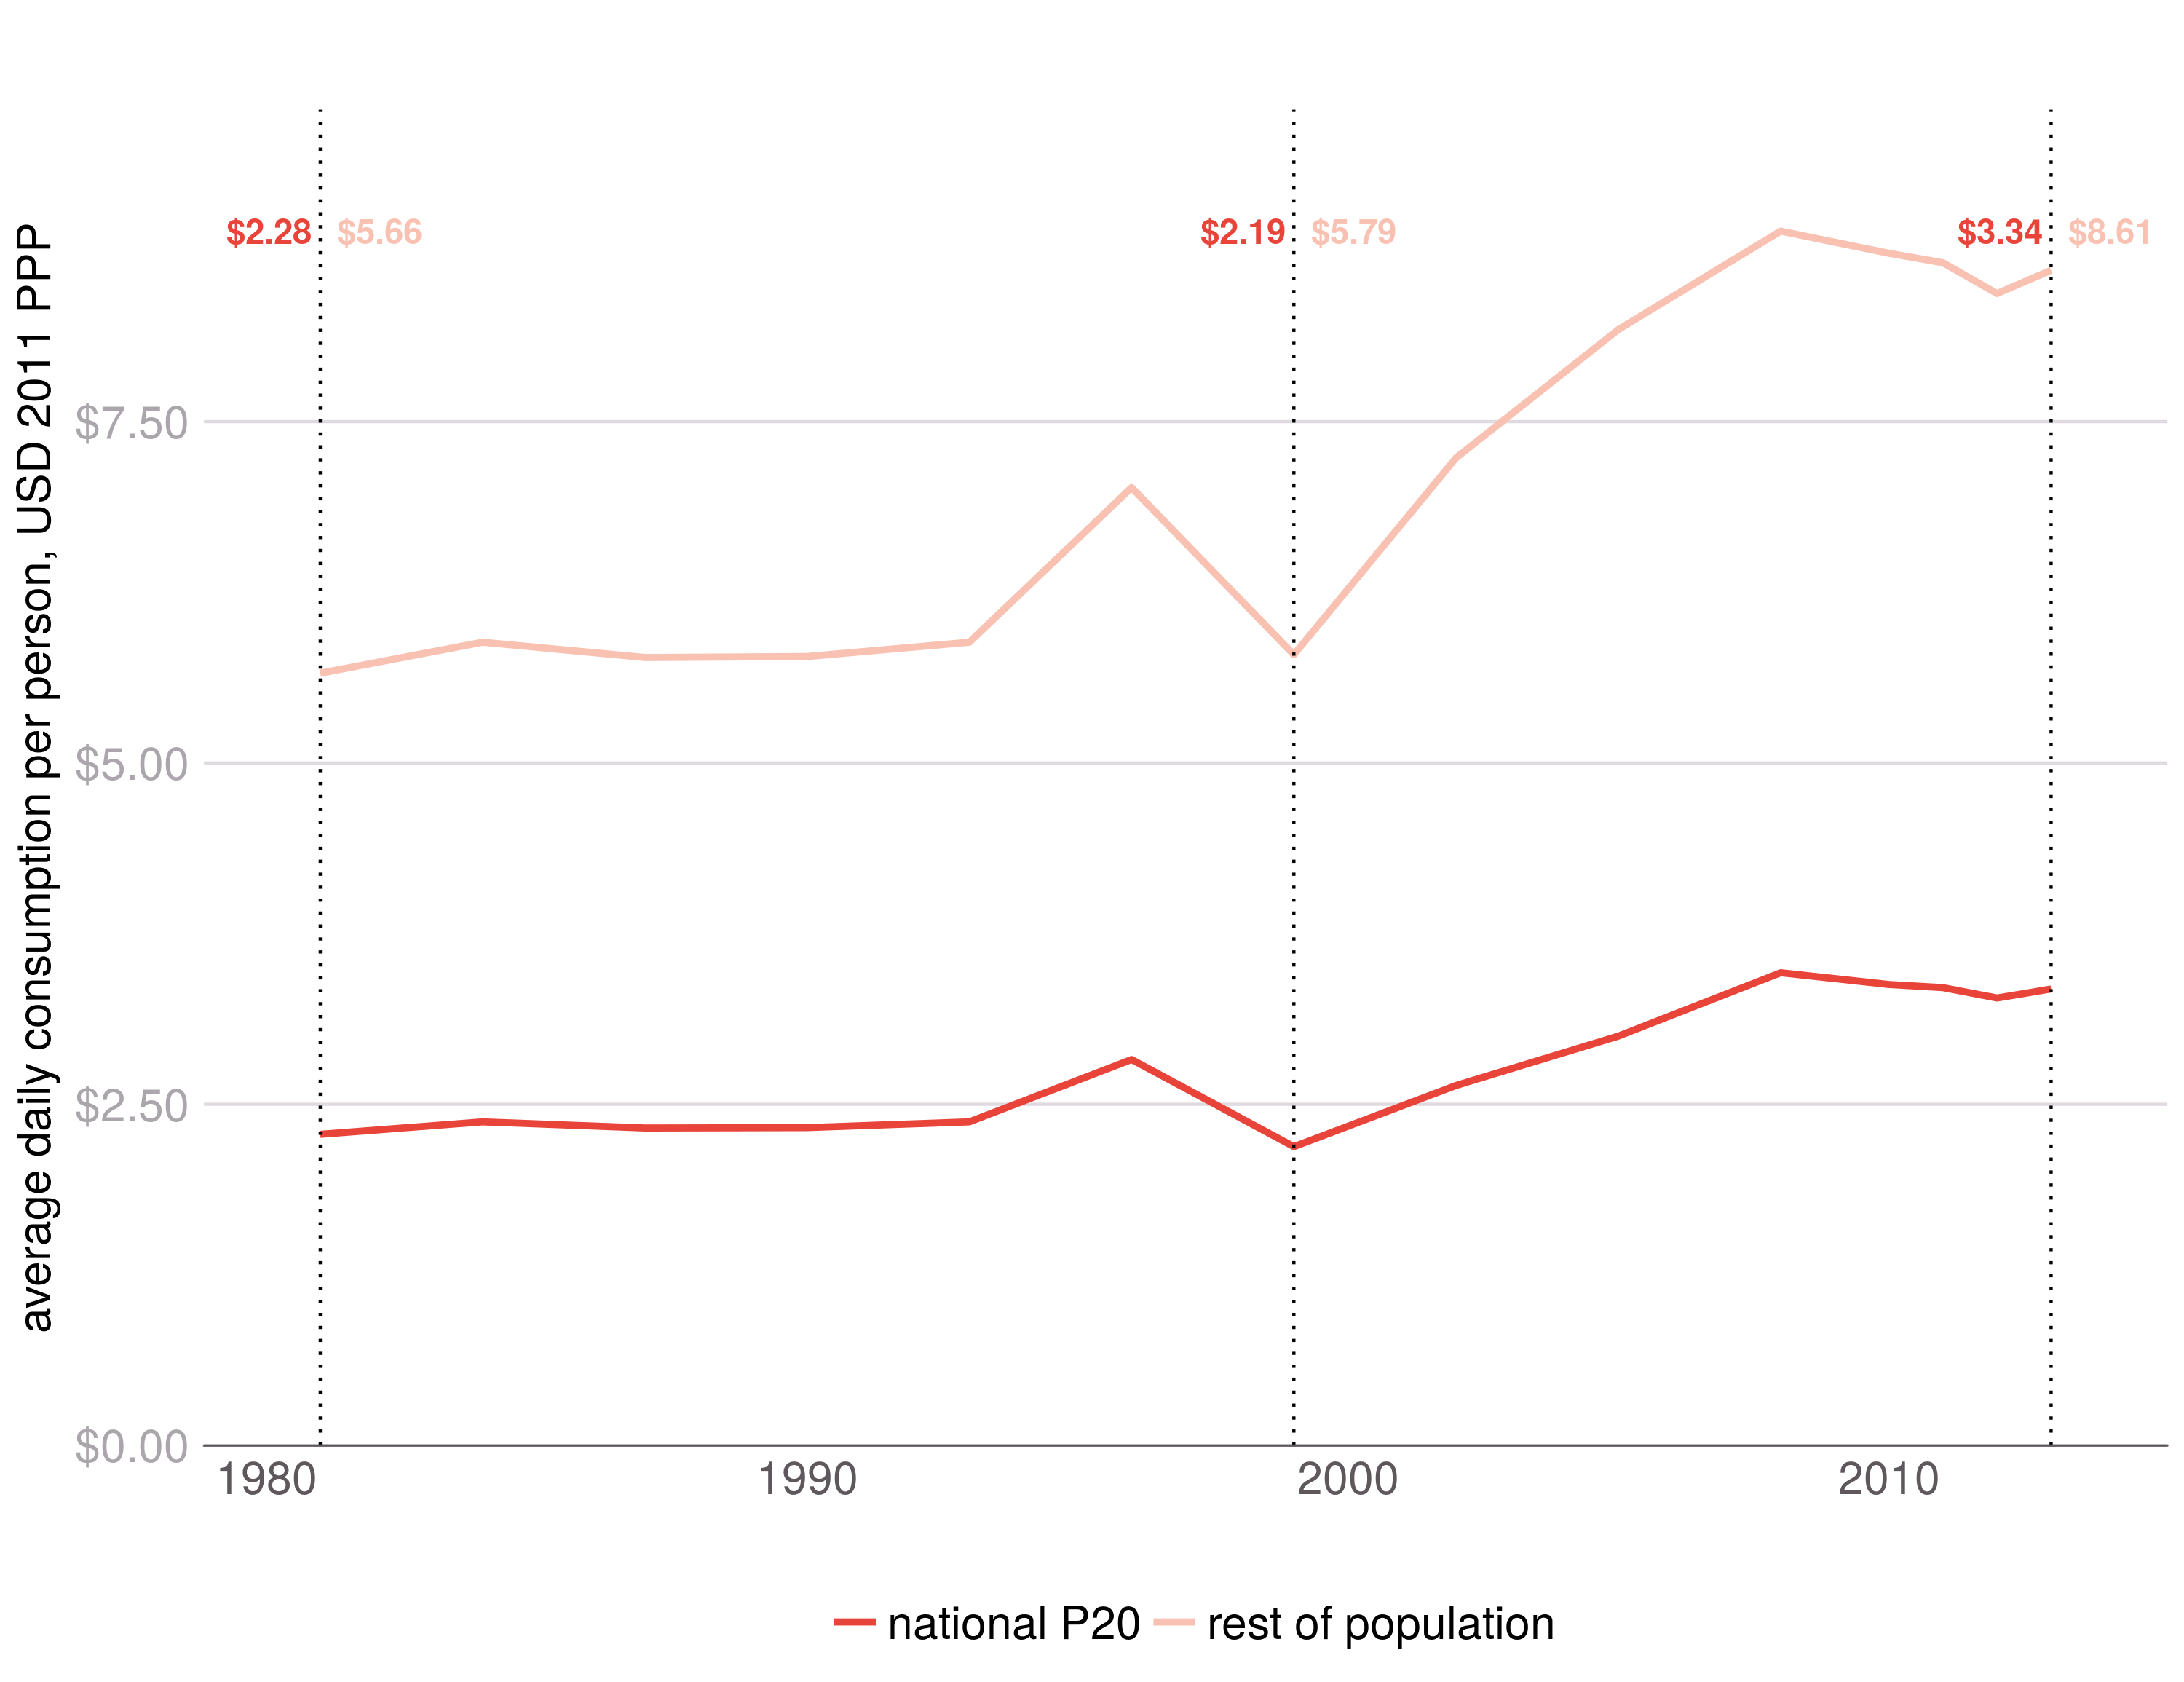 average daily consumption per person, USD 2011 PPP
$2.28 $5.66 $2.19 $5.79 $3.34 $8.61
$7.50
$5.00
$2.50
$0.00
1980 1990 2000 2010
national P20 rest of population